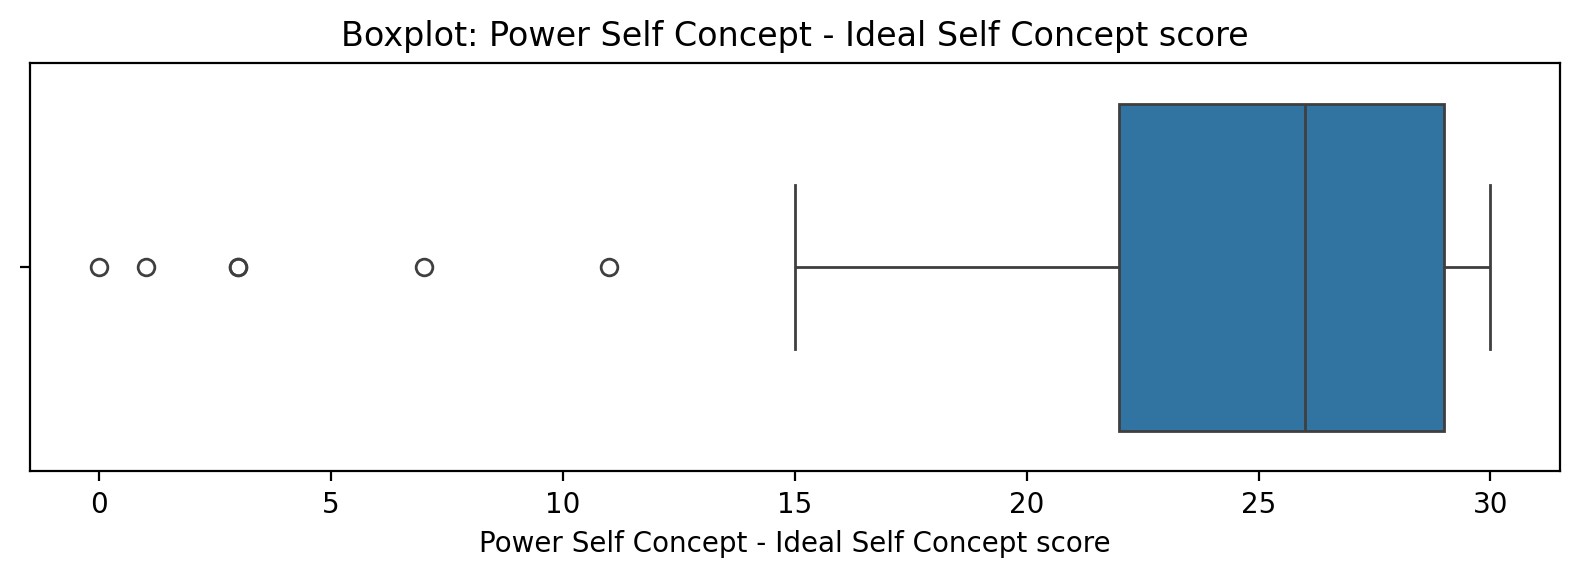 Boxplot: Power Self Concept - Ideal Self Concept score
0 5 10 15 20 25 30
Power Self Concept - Ideal Self Concept score